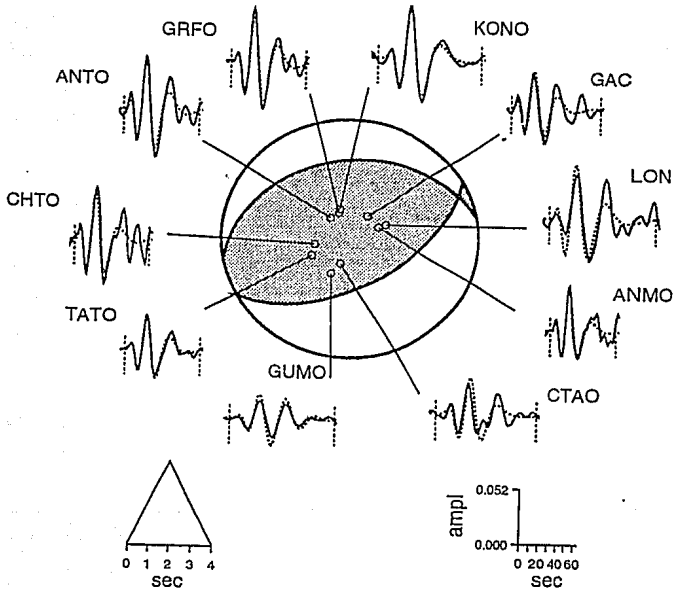 GRFO
KONO
ANTO
GAC
CHTO
LON
TATO
ANMO
GUMO
CTAO
0.052
ampl
0.000
0 1 2 3 4
sec
0 20 40 60
sec